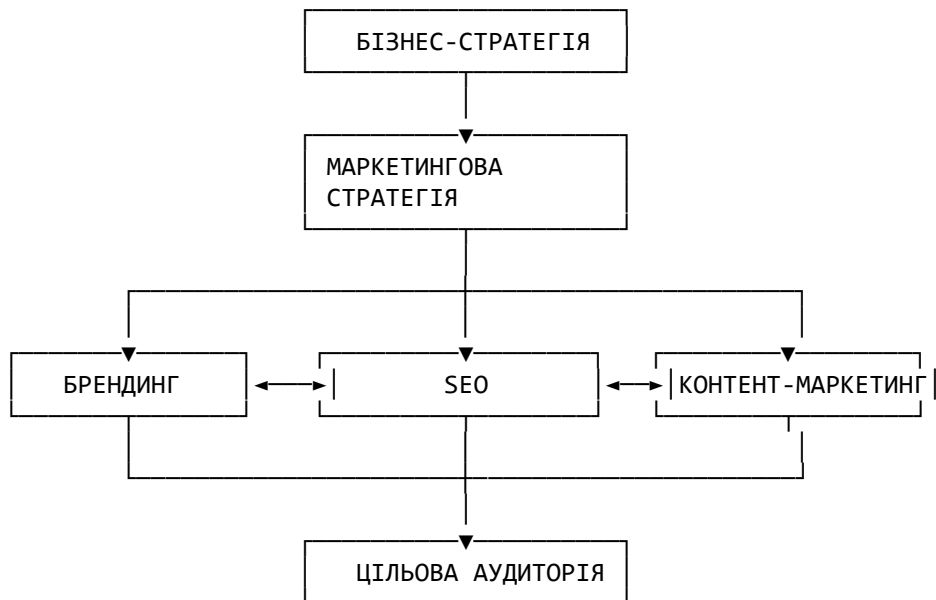 БІЗНЕС-СТРАТЕГІЯ
МАРКЕТИНГОВА
СТРАТЕГІЯ
БРЕНДИНГ
SEO
КОНТЕНТ-МАРКЕТИНГ
ЦІЛЬОВА АУДИТОРІЯ